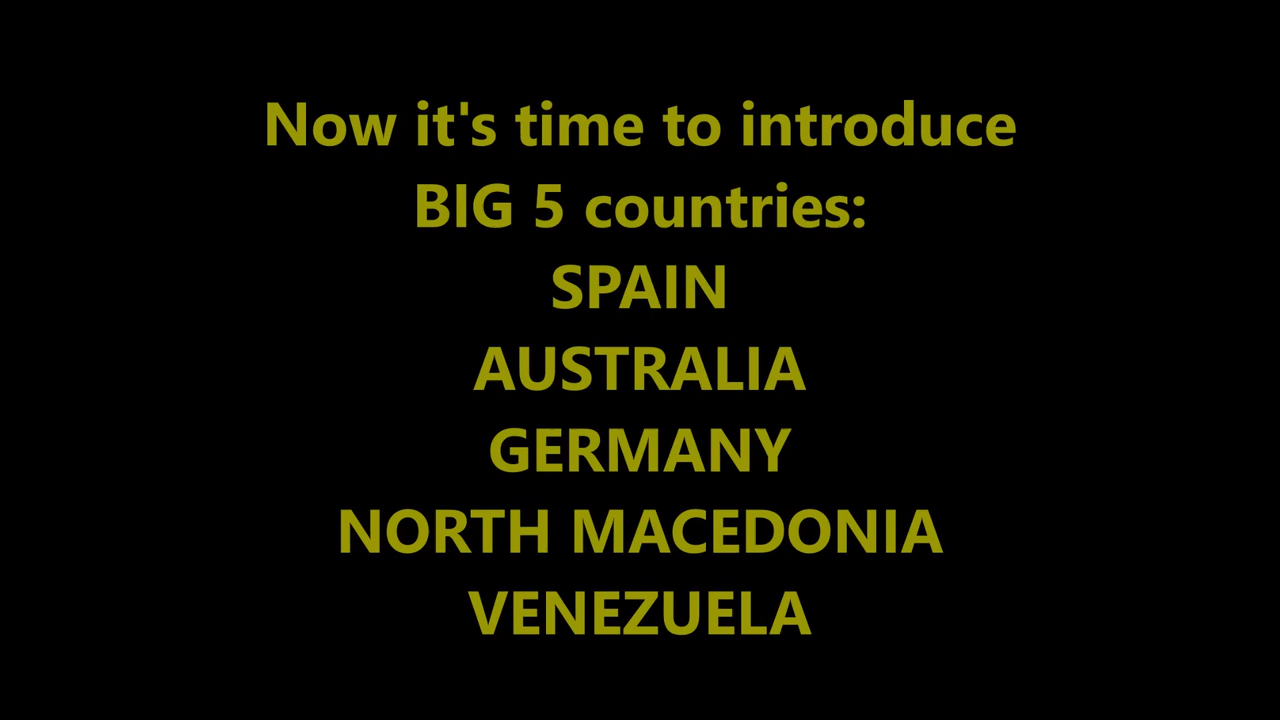 Now it's time to introduce
BIG 5 countries:
SPAIN
AUSTRALIA
GERMANY
NORTH MACEDONIA
VENEZUELA